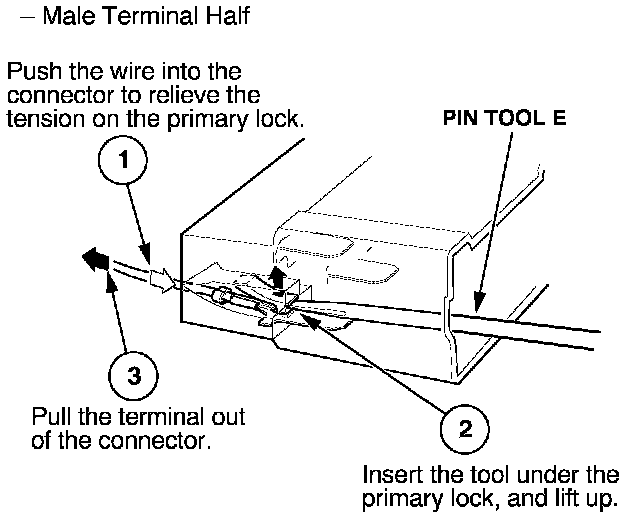 – Male Terminal Half
Push the wire into the
connector to relieve the
tension on the primary lock.
PIN TOOL E
1
3
Pull the terminal out
of the connector.
2
Insert the tool under the
primary lock, and lift up.